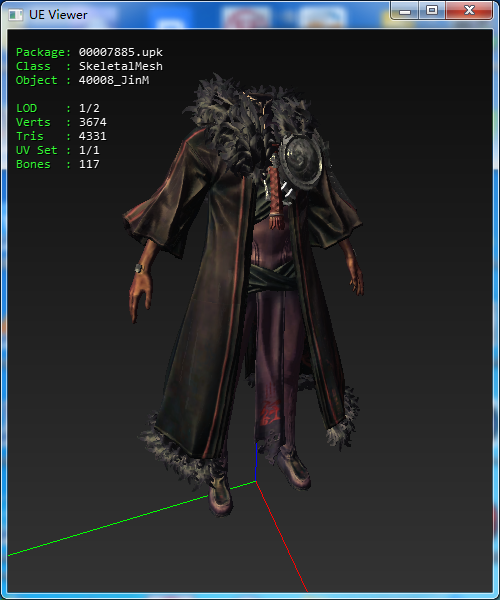 UE Viewer
Package: 00007885.upk
Class : SkeletalMesh
Object : 40008_JinM
LOD : 1/2
Verts : 3674
Tris : 4331
UV Set : 1/1
Bones : 117